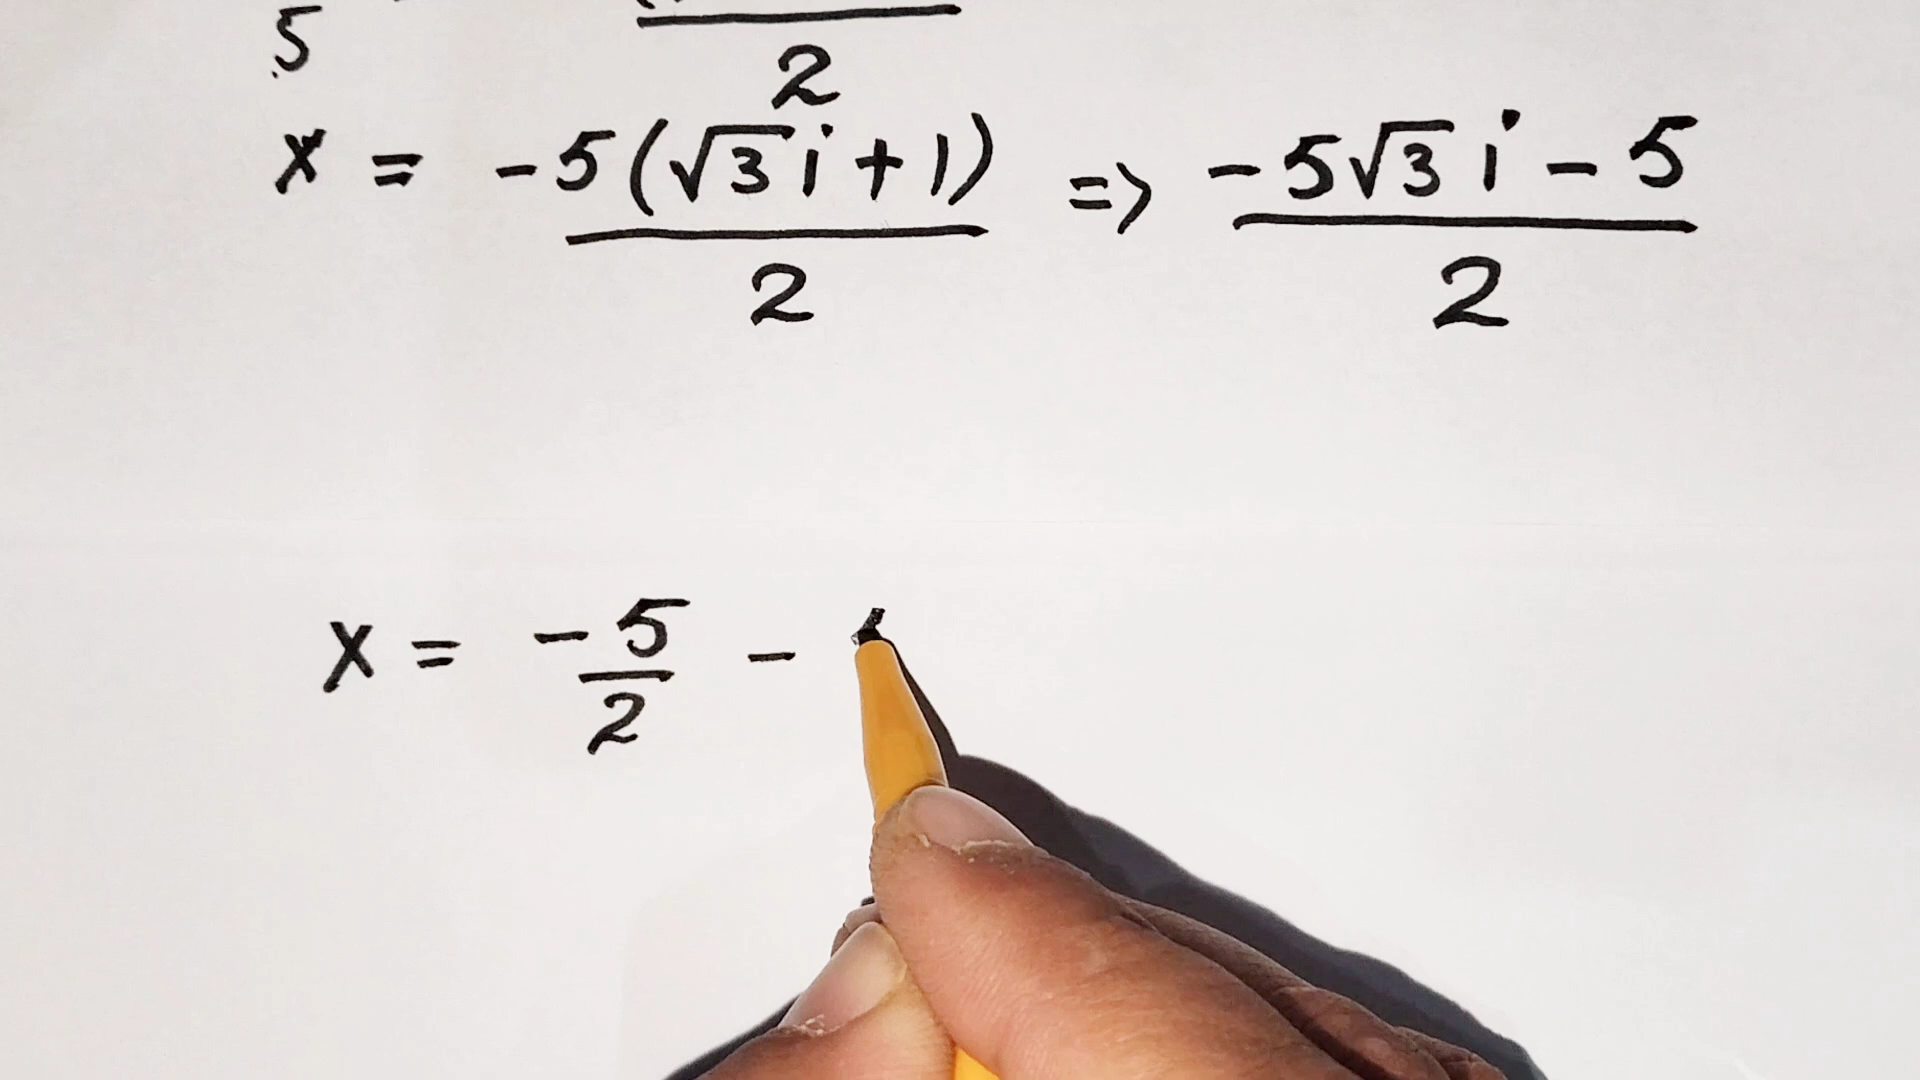 5
2
x = -5(√3 i + 1) => -5√3 i - 5
2 2
x = -5 -
2